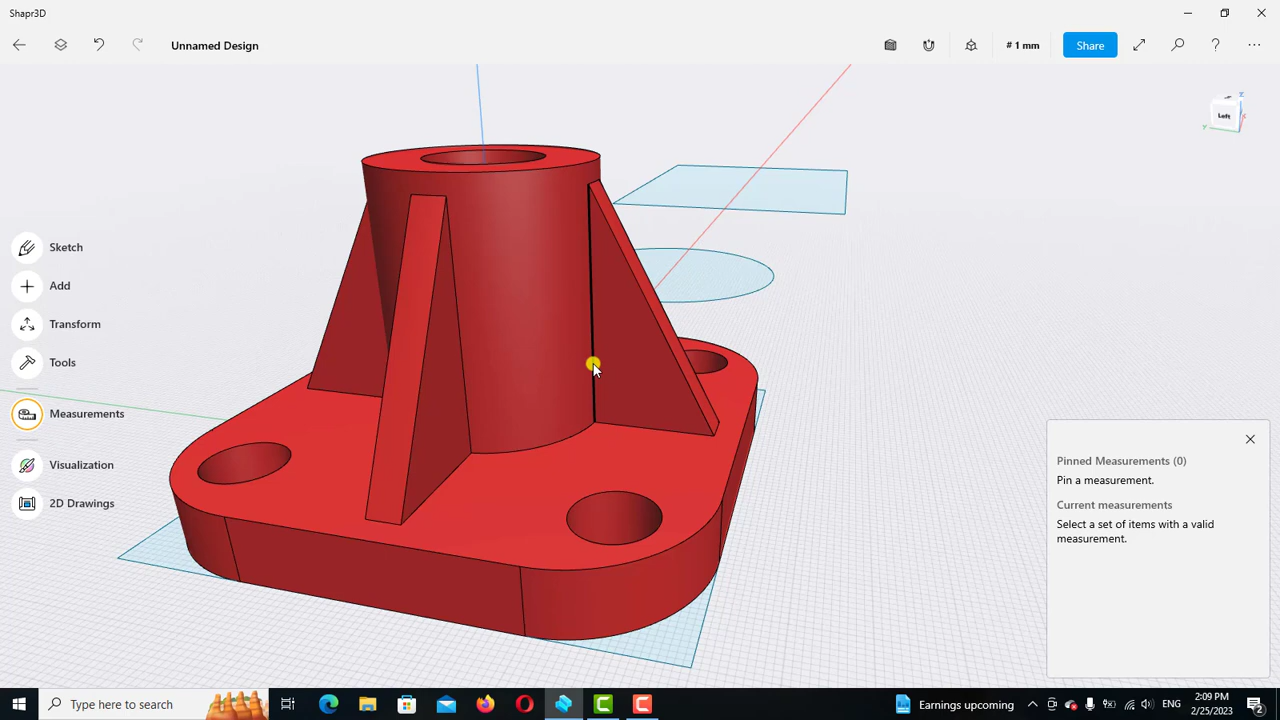 Shapr3D
Unnamed Design
# 1 mm
Share
Left
Z
Y
Sketch
Add
Transform
Tools
Measurements
Visualization
2D Drawings
Pinned Measurements (0)
Pin a measurement.
Current measurements
Select a set of items with a valid
measurement.
Type here to search
Earnings upcoming
ENG
2:09 PM
2/25/2023
2